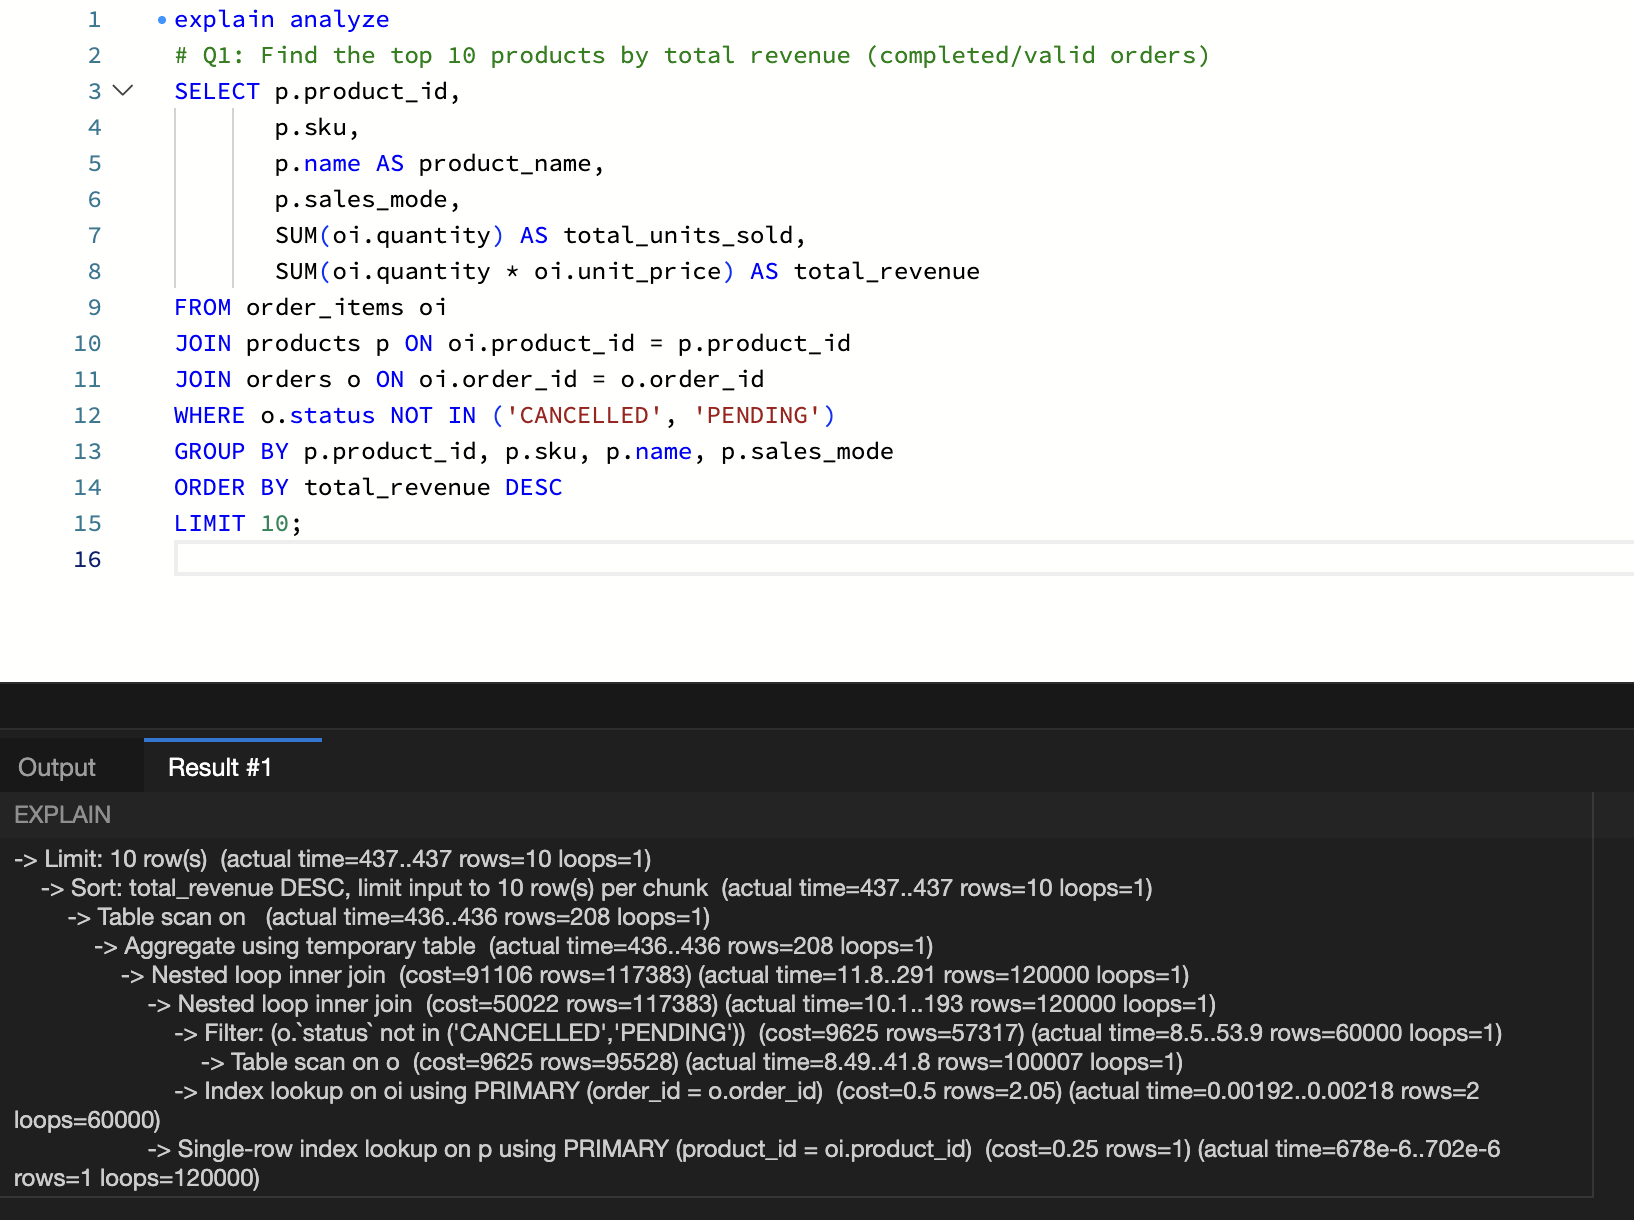 1 explain analyze
2 # Q1: Find the top 10 products by total revenue (completed/valid orders)
3 SELECT p.product_id,
4 p.sku,
5 p.name AS product_name,
6 p.sales_mode,
7 SUM(oi.quantity) AS total_units_sold,
8 SUM(oi.quantity * oi.unit_price) AS total_revenue
9 FROM order_items oi
10 JOIN products p ON oi.product_id = p.product_id
11 JOIN orders o ON oi.order_id = o.order_id
12 WHERE o.status NOT IN ('CANCELLED', 'PENDING')
13 GROUP BY p.product_id, p.sku, p.name, p.sales_mode
14 ORDER BY total_revenue DESC
15 LIMIT 10;
16
Output Result #1
EXPLAIN
-> Limit: 10 row(s) (actual time=437..437 rows=10 loops=1)
-> Sort: total_revenue DESC, limit input to 10 row(s) per chunk (actual time=437..437 rows=10 loops=1)
-> Table scan on <temporary> (actual time=436..436 rows=208 loops=1)
-> Aggregate using temporary table (actual time=436..436 rows=208 loops=1)
-> Nested loop inner join (cost=91106 rows=117383) (actual time=11.8..291 rows=120000 loops=1)
-> Nested loop inner join (cost=50022 rows=117383) (actual time=10.1..193 rows=120000 loops=1)
-> Filter: (o.`status` not in ('CANCELLED','PENDING')) (cost=9625 rows=57317) (actual time=8.5..53.9 rows=60000 loops=1)
-> Table scan on o (cost=9625 rows=95528) (actual time=8.49..41.8 rows=100007 loops=1)
-> Index lookup on oi using PRIMARY (order_id = o.order_id) (cost=0.5 rows=2.05) (actual time=0.00192..0.00218 rows=2
loops=60000)
-> Single-row index lookup on p using PRIMARY (product_id = oi.product_id) (cost=0.25 rows=1) (actual time=678e-6..702e-6
rows=1 loops=120000)